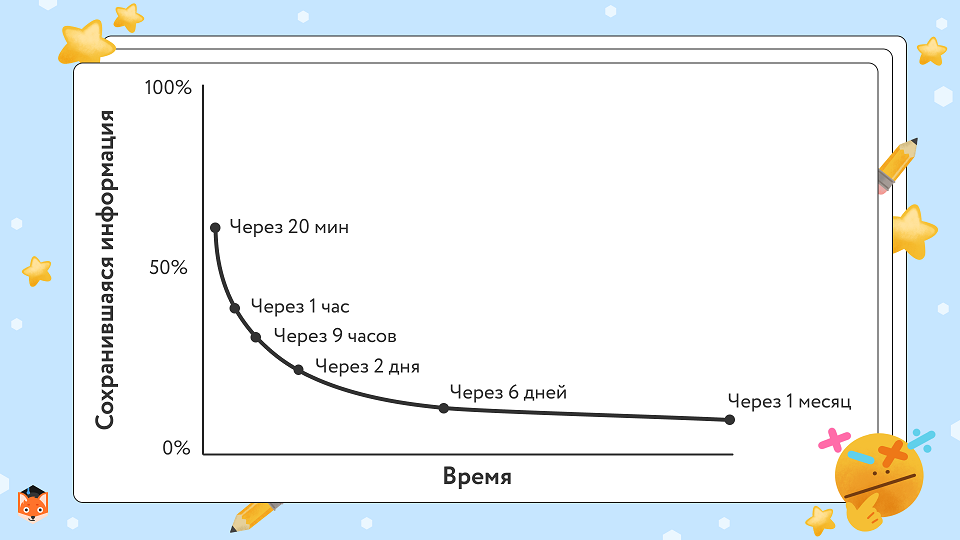 100%
Сохранившаяся информация
Через 20 мин
50%
Через 1 час
Через 9 часов
Через 2 дня
Через 6 дней
Через 1 месяц
0%
Время